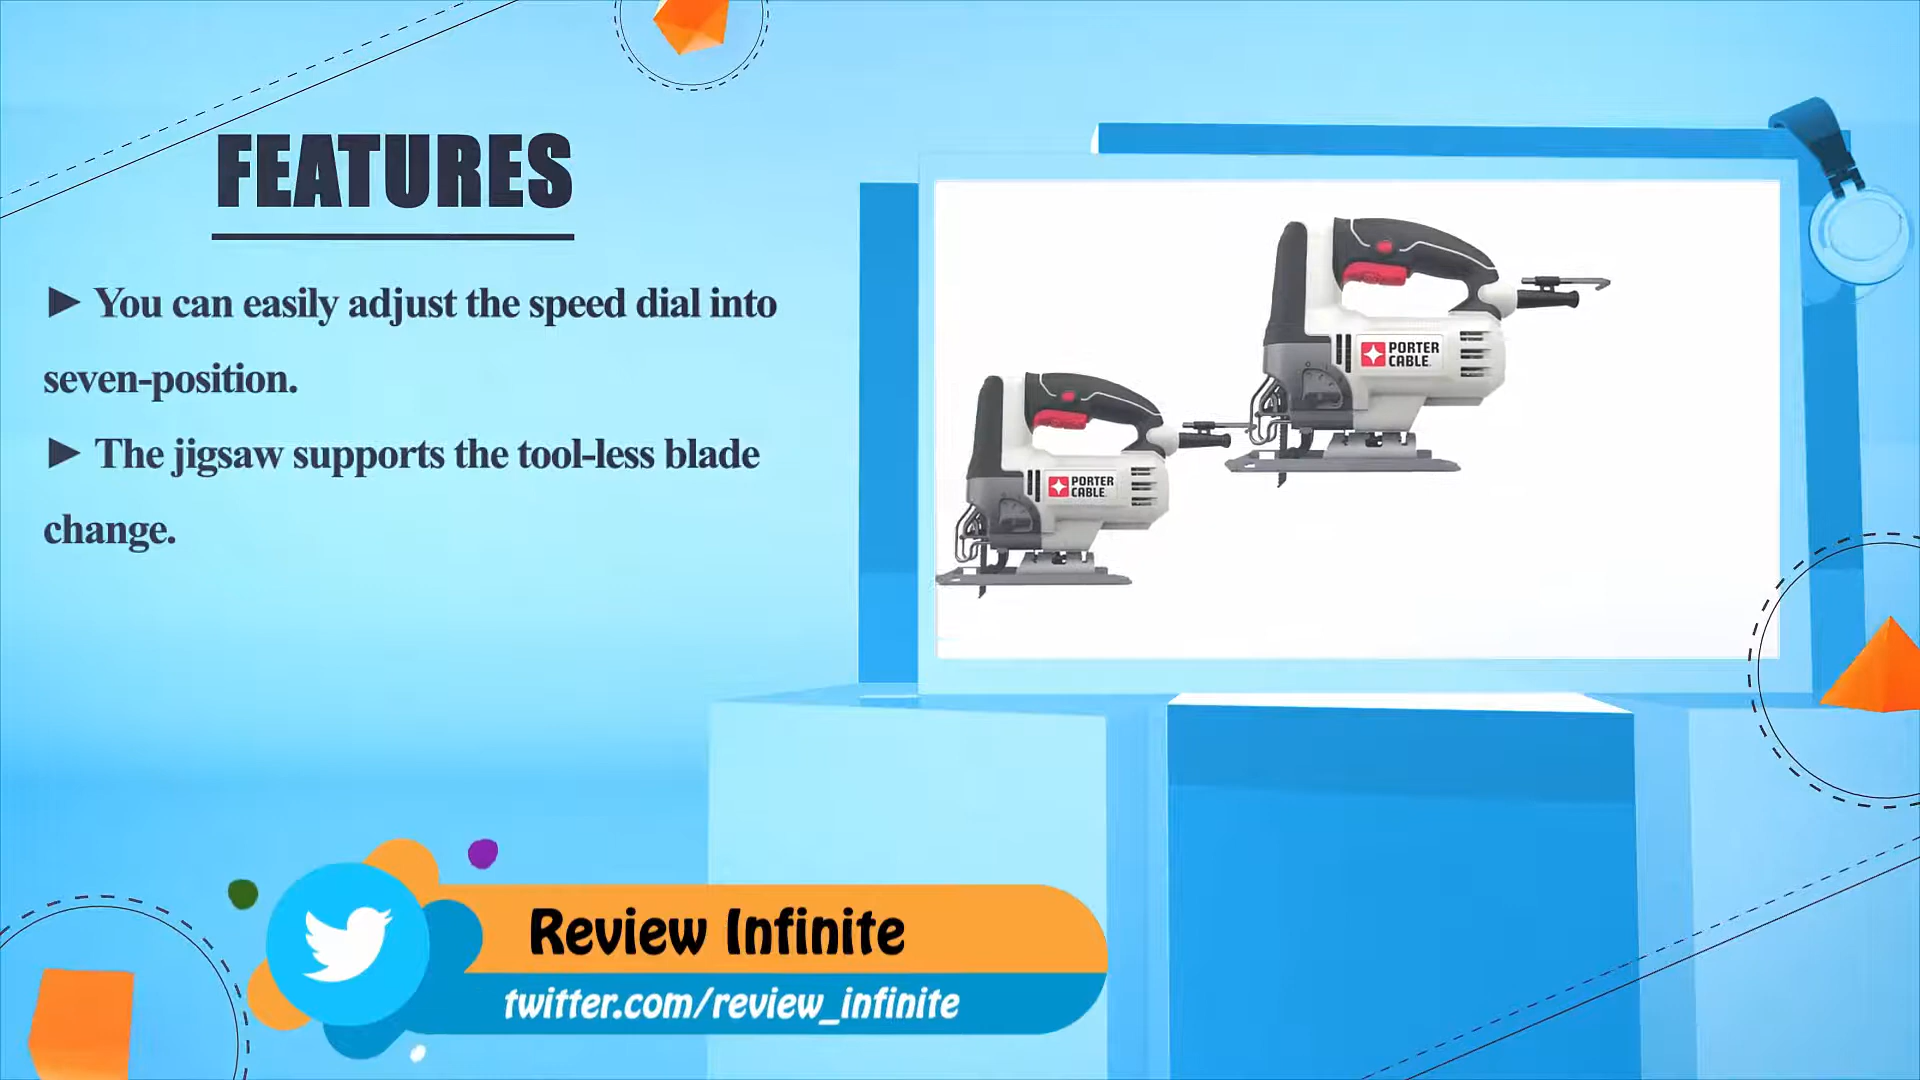 FEATURES
► You can easily adjust the speed dial into
seven-position.
► The jigsaw supports the tool-less blade
change.
PORTER
CABLE
PORTER
CABLE
Review Infinite
twitter.com/review_infinite